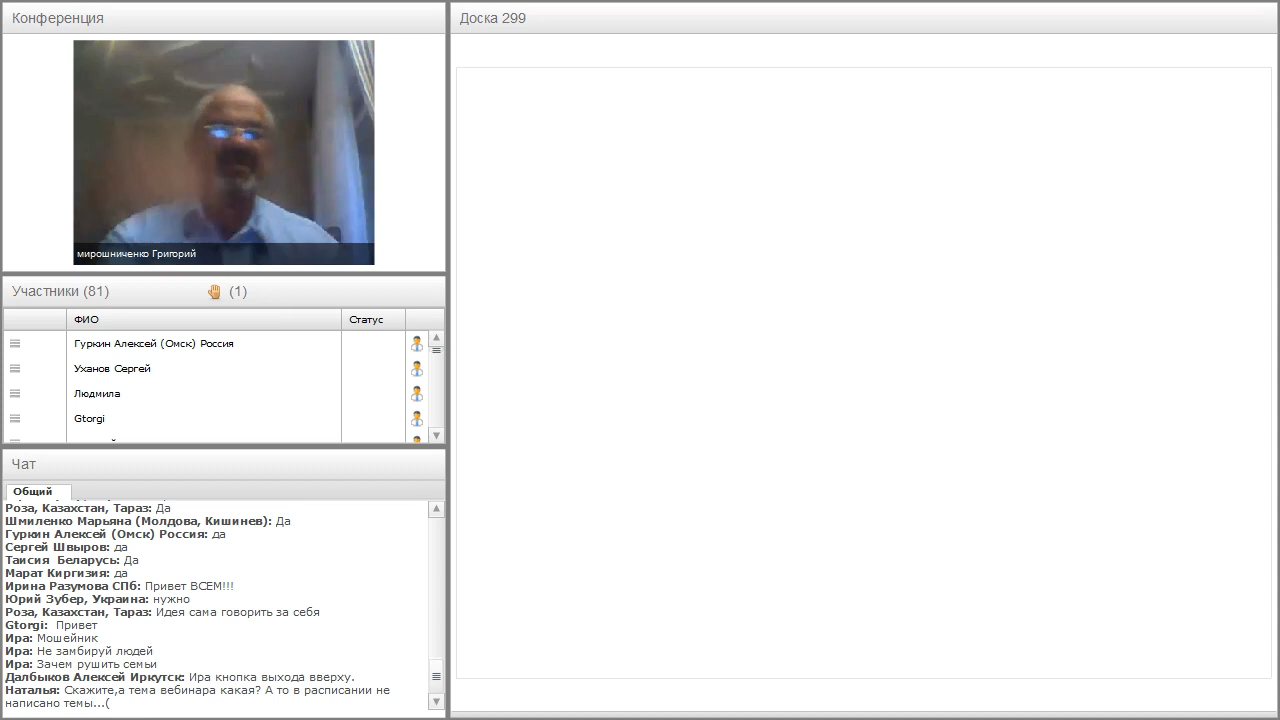 Конференция
мирошниченко Григорий
Участники (81) (1)
ФИО Статус
Гуркин Алексей (Омск) Россия
Уханов Сергей
Людмила
Gtorgi
Чат
Общий
Роза, Казахстан, Тараз: Да
Шмиленко Марьяна (Молдова, Кишинев): Да
Гуркин Алексей (Омск) Россия: да
Сергей Швыров: да
Таисия Беларусь: Да
Марат Киргизия: да
Ирина Разумова СПб: Привет ВСЕМ!!!
Юрий Зубер, Украина: нужно
Роза, Казахстан, Тараз: Идея сама говорить за себя
Gtorgi: Привет
Ира: Мошейник
Ира: Не замбируй людей
Ира: Зачем рушить семьи
Далбыков Алексей Иркутск: Ира кнопка выхода вверху.
Наталья: Скажите,а тема вебинара какая? А то в расписании не
написано темы...(
Доска 299